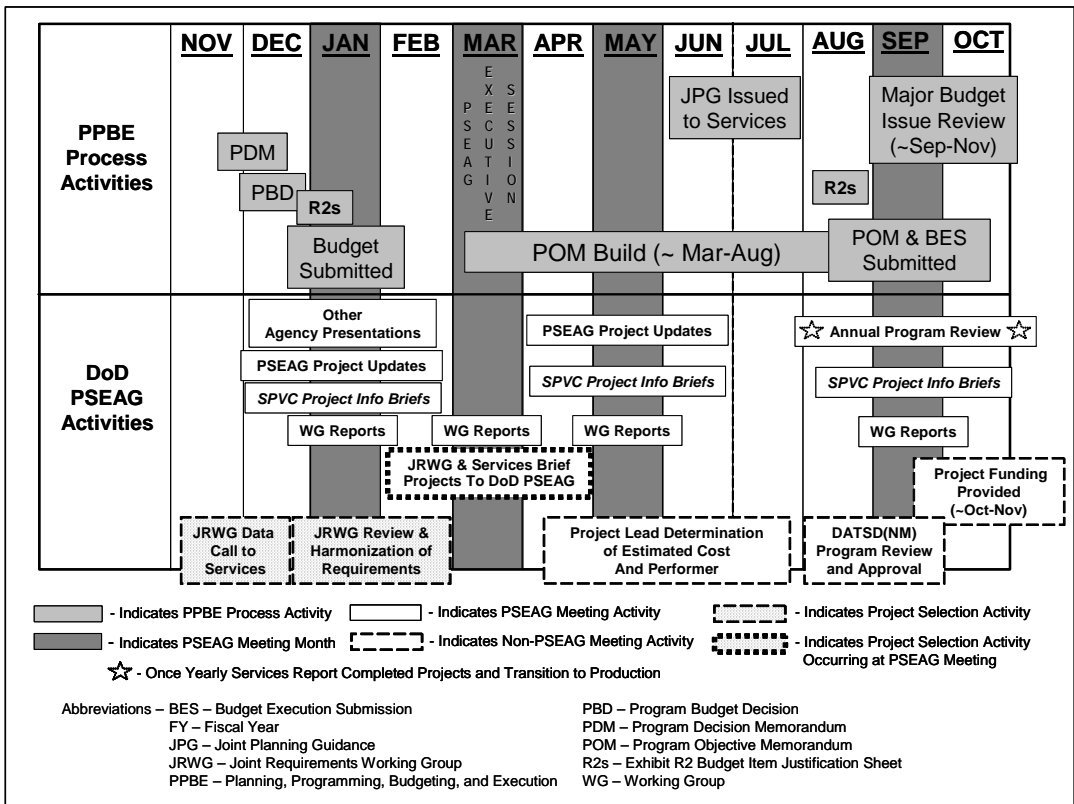 NOV DEC JAN FEB MAR APR MAY JUN JUL AUG SEP OCT
PPBE
Process
Activities
PSEAG
EXECUTIVE
SESSION
JPG Issued
to Services
Major Budget
Issue Review
(~Sep-Nov)
PDM
PBD
R2s
R2s
Budget
Submitted
POM Build (~ Mar-Aug)
POM & BES
Submitted
DoD
PSEAG
Activities
Other
Agency Presentations
PSEAG Project Updates
Annual Program Review
PSEAG Project Updates
SPVC Project Info Briefs
SPVC Project Info Briefs
SPVC Project Info Briefs
WG Reports
WG Reports
WG Reports
WG Reports
JRWG & Services Brief
Projects To DoD PSEAG
Project Funding
Provided
(~Oct-Nov)
JRWG Data
Call to
Services
JRWG Review &
Harmonization of
Requirements
Project Lead Determination
of Estimated Cost
And Performer
DATSD(NM)
Program Review
and Approval
- Indicates PPBE Process Activity
- Indicates PSEAG Meeting Activity
- Indicates Project Selection Activity
- Indicates PSEAG Meeting Month
- Indicates Non-PSEAG Meeting Activity
- Indicates Project Selection Activity
Occurring at PSEAG Meeting
- Once Yearly Services Report Completed Projects and Transition to Production
Abbreviations – BES – Budget Execution Submission
FY – Fiscal Year
JPG – Joint Planning Guidance
JRWG – Joint Requirements Working Group
PPBE – Planning, Programming, Budgeting, and Execution
PBD – Program Budget Decision
PDM – Program Decision Memorandum
POM – Program Objective Memorandum
R2s – Exhibit R2 Budget Item Justification Sheet
WG – Working Group